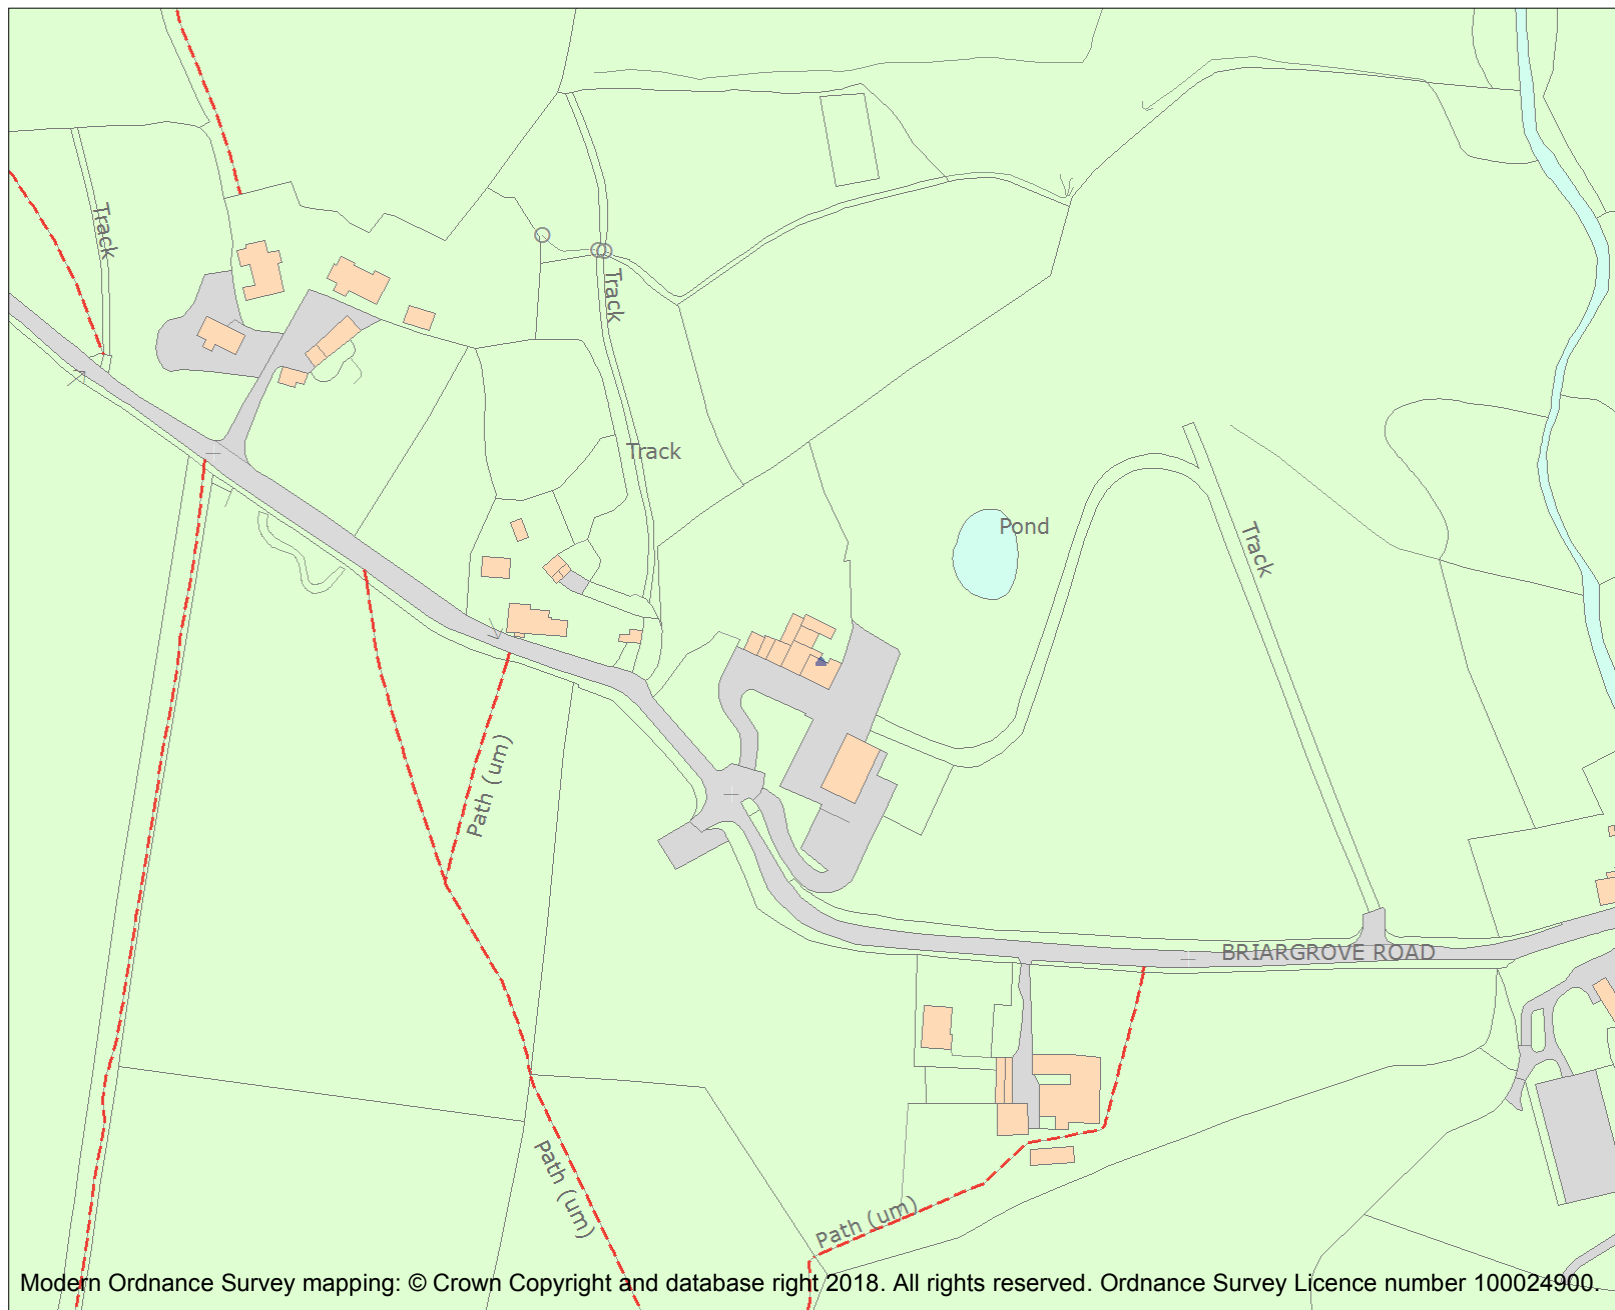 Track
Track
Track
Pond
Track
Path (um)
BRIARGROVE ROAD
Path (um)
Path (um)
Modern Ordnance Survey mapping: © Crown Copyright and database right 2018. All rights reserved. Ordnance Survey Licence number 100024900.